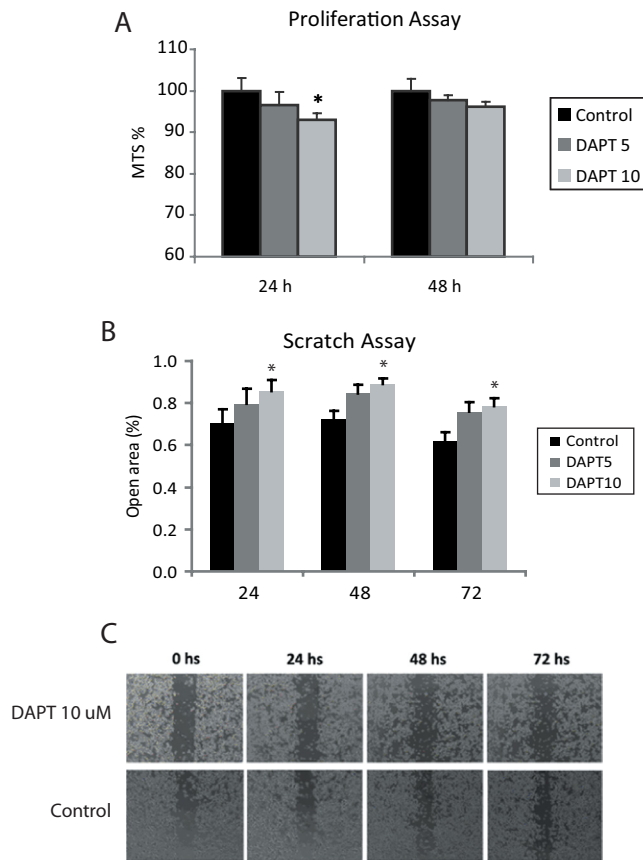 A
Proliferation Assay
110
100
90
80
70
60
MTS %
*
24 h
48 h
Control
DAPT 5
DAPT 10
B
Scratch Assay
1.0
0.8
0.6
0.4
0.2
0.0
Open area (%)
*
*
*
24
48
72
Control
DAPT5
DAPT10
C
0 hs
24 hs
48 hs
72 hs
DAPT 10 uM
Control